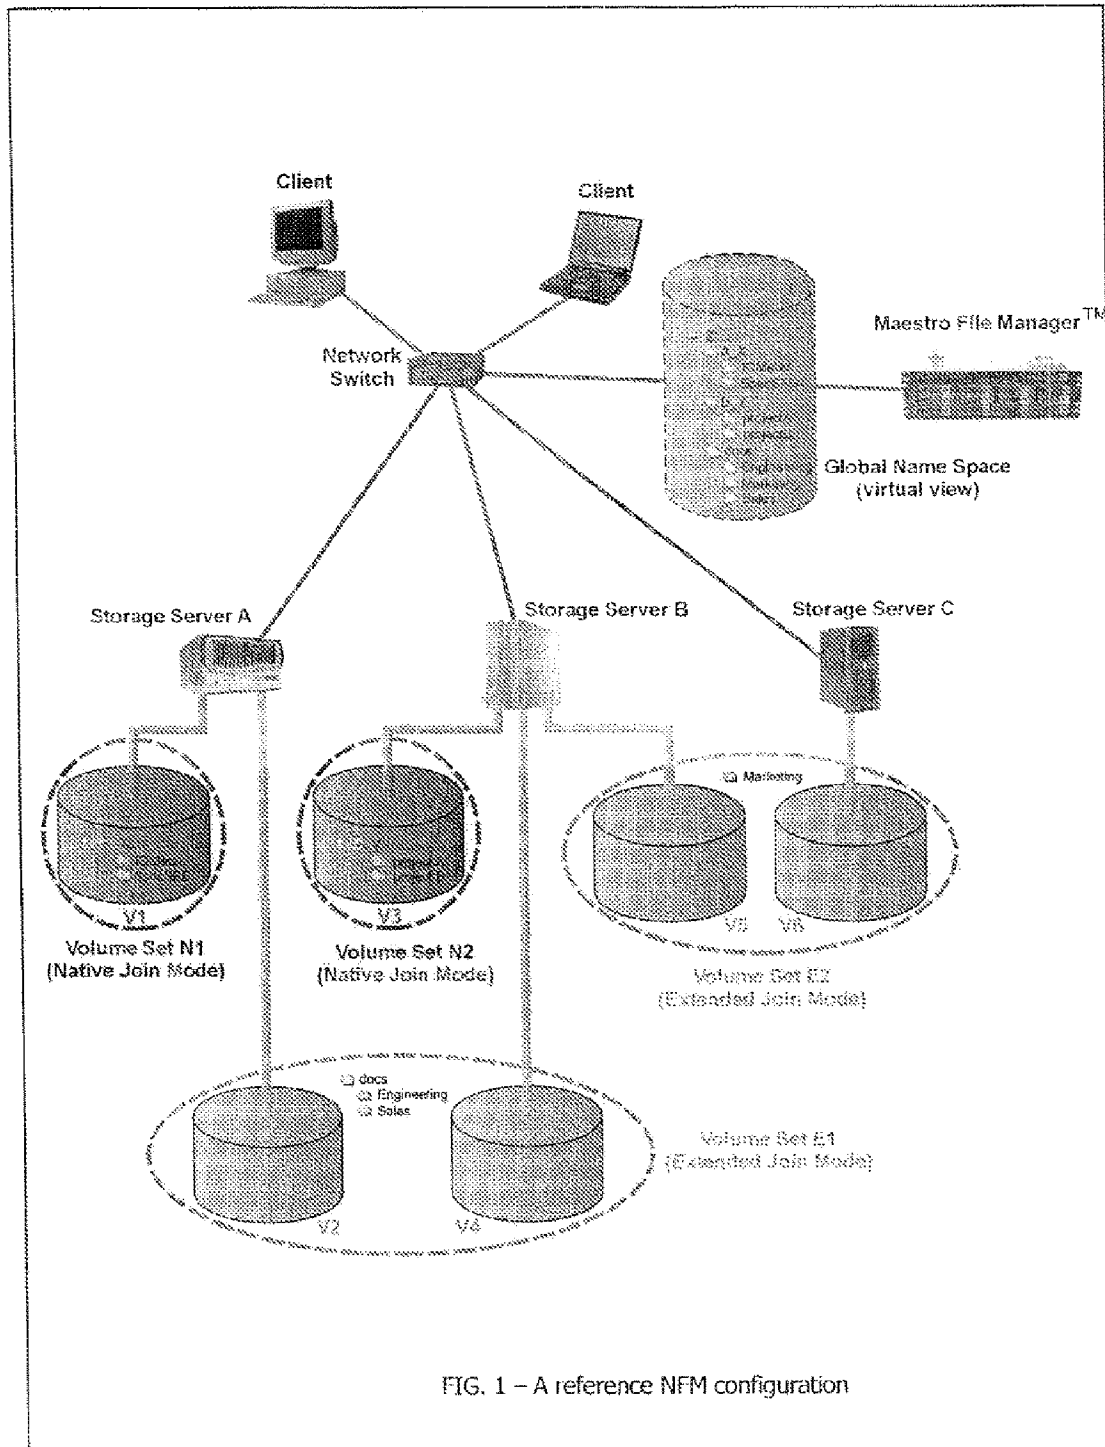 Client
Client
Maestro File Manager™
Network
Switch
Global Name Space
(virtual view)
Storage Server A
Storage Server B
Storage Server C
Marketing
V1
V3
V5
V6
Volume Set N1
(Native Join Mode)
Volume Set N2
(Native Join Mode)
Volume Set E2
(Extended Join Mode)
docs
Engineering
Sales
Volume Set E1
(Extended Join Mode)
V2
V4
FIG. 1 – A reference NFM configuration